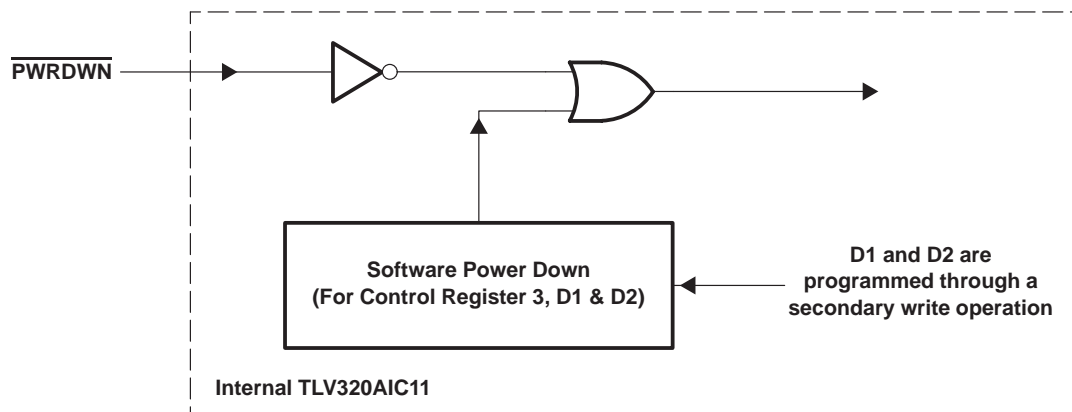 PWRDWN
Software Power Down
(For Control Register 3, D1 & D2)
D1 and D2 are
programmed through a
secondary write operation
Internal TLV320AIC11